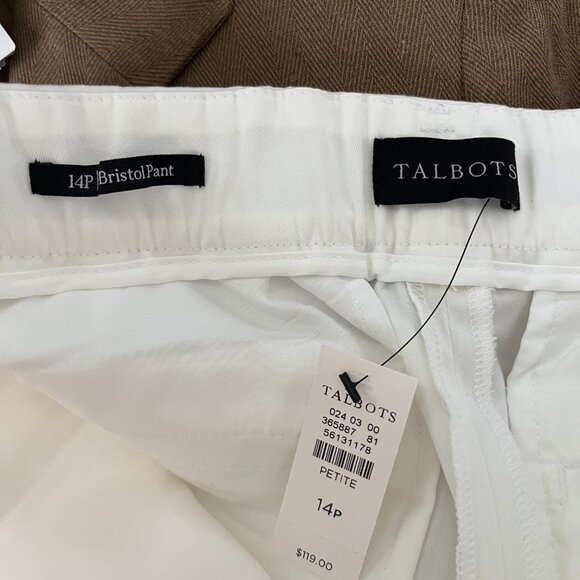 14P|Bristol Pant
TALBOTS
TALBOTS
024 03 00
365887 81
56131178
PETITE
14P
$119.00